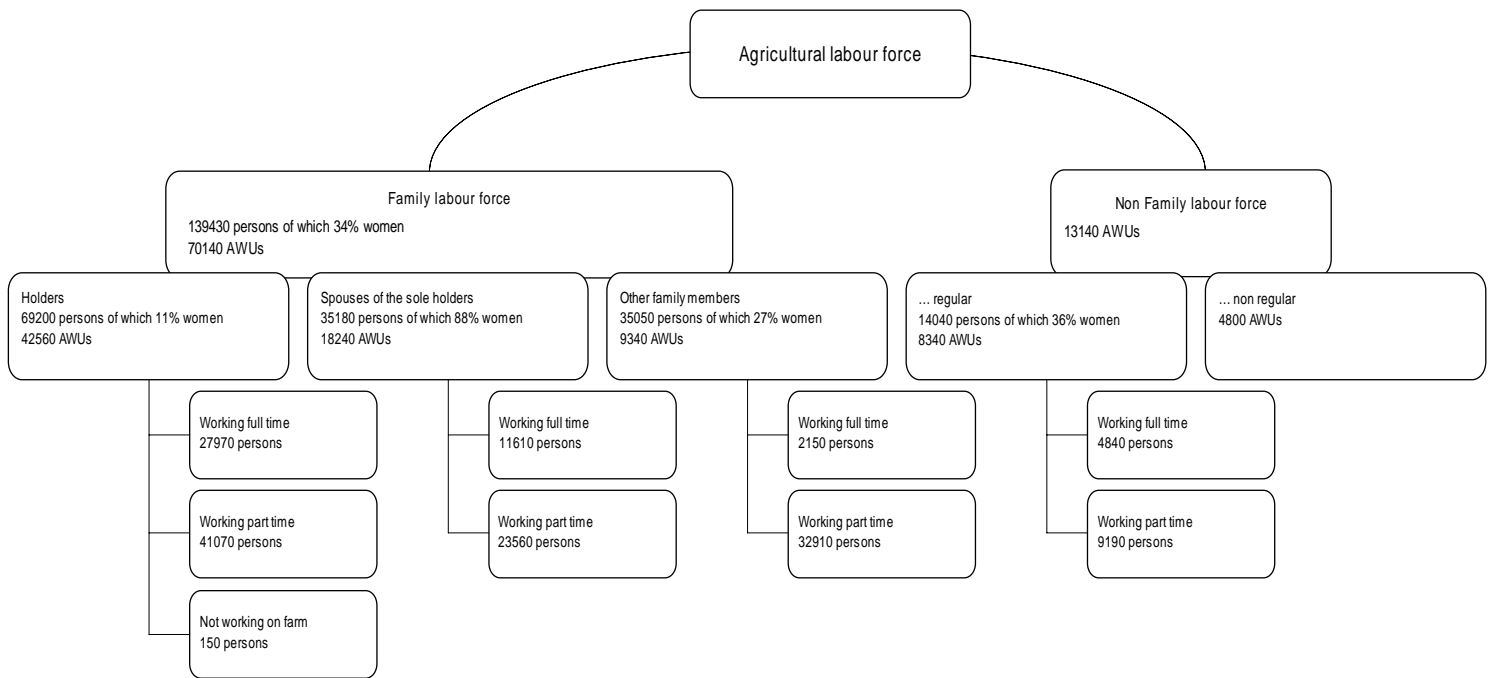 Agricultural labour force
Family labour force
139430 persons of which 34% women
70140 AWUs
Non Family labour force
13140 AWUs
Holders
69200 persons of which 11% women
42560 AWUs
Spouses of the sole holders
35180 persons of which 88% women
18240 AWUs
Other family members
35050 persons of which 27% women
9340 AWUs
... regular
14040 persons of which 36% women
8340 AWUs
... non regular
4800 AWUs
Working full time
27970 persons
Working full time
11610 persons
Working full time
2150 persons
Working full time
4840 persons
Working part time
41070 persons
Working part time
23560 persons
Working part time
32910 persons
Working part time
9190 persons
Not working on farm
150 persons